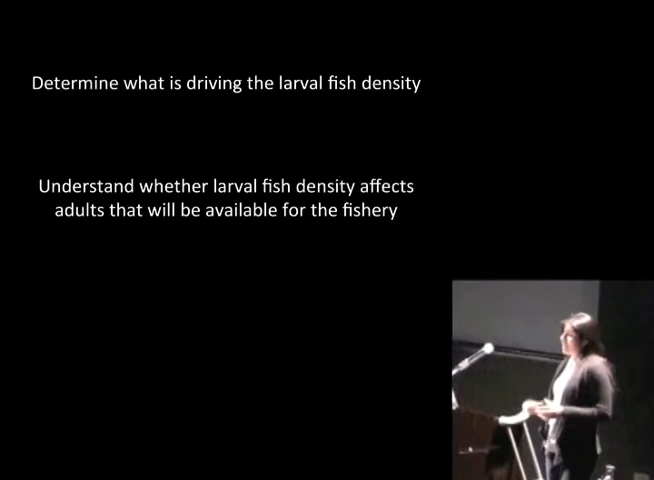 Determine what is driving the larval fish density
Understand whether larval fish density affects
adults that will be available for the fishery